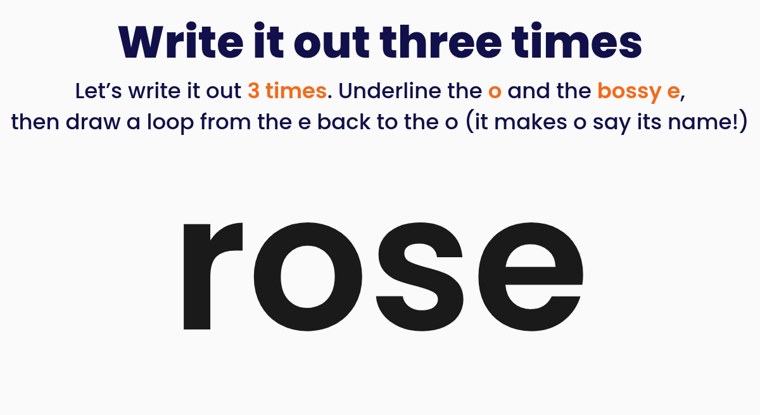 Write it out three times
Let’s write it out 3 times. Underline the o and the bossy e,
then draw a loop from the e back to the o (it makes o say its name!)
rose